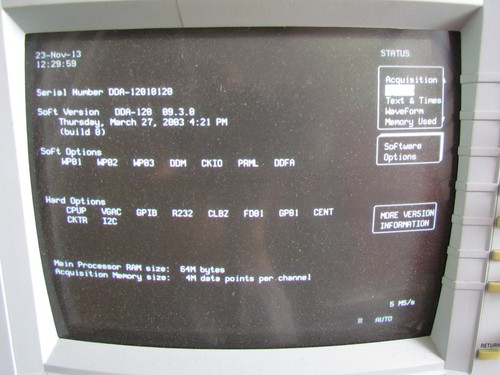 23-Nov-13
12:29:59
STATUS
Acquisition
Text & Times
Waveform
Memory Used
Serial Number DDA-12010120
Soft Version DDA-120 09.3.0
Thursday, March 27, 2003 4:21 PM
(build 0)
Software
Options
Soft Options
WP01 WP02 WP03 DDM CKIO PRML DDFA
Hard Options
CPUP VGAC GPIB R232 CLBZ FD01 GP01 CENT
CKTR I2C
MORE VERSION
INFORMATION
Main Processor RAM size: 64M bytes
Acquisition Memory size: 4M data points per channel
5 MS/s
AUTO
RETURN